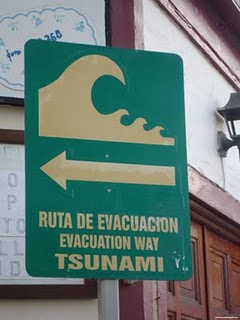 RUTA DE EVACUACION
EVACUATION WAY
TSUNAMI